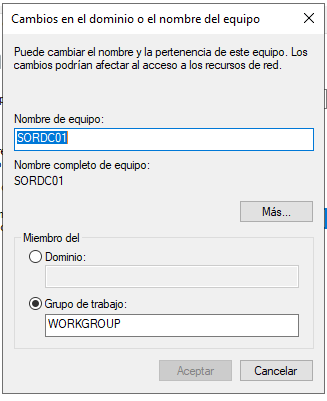 Cambios en el dominio o el nombre del equipo
Puede cambiar el nombre y la pertenencia de este equipo. Los
cambios podrían afectar al acceso a los recursos de red.
Nombre de equipo:
SORDC01
Nombre completo de equipo:
SORDC01
Más...
Miembro del
Dominio:
Grupo de trabajo:
WORKGROUP
Aceptar
Cancelar